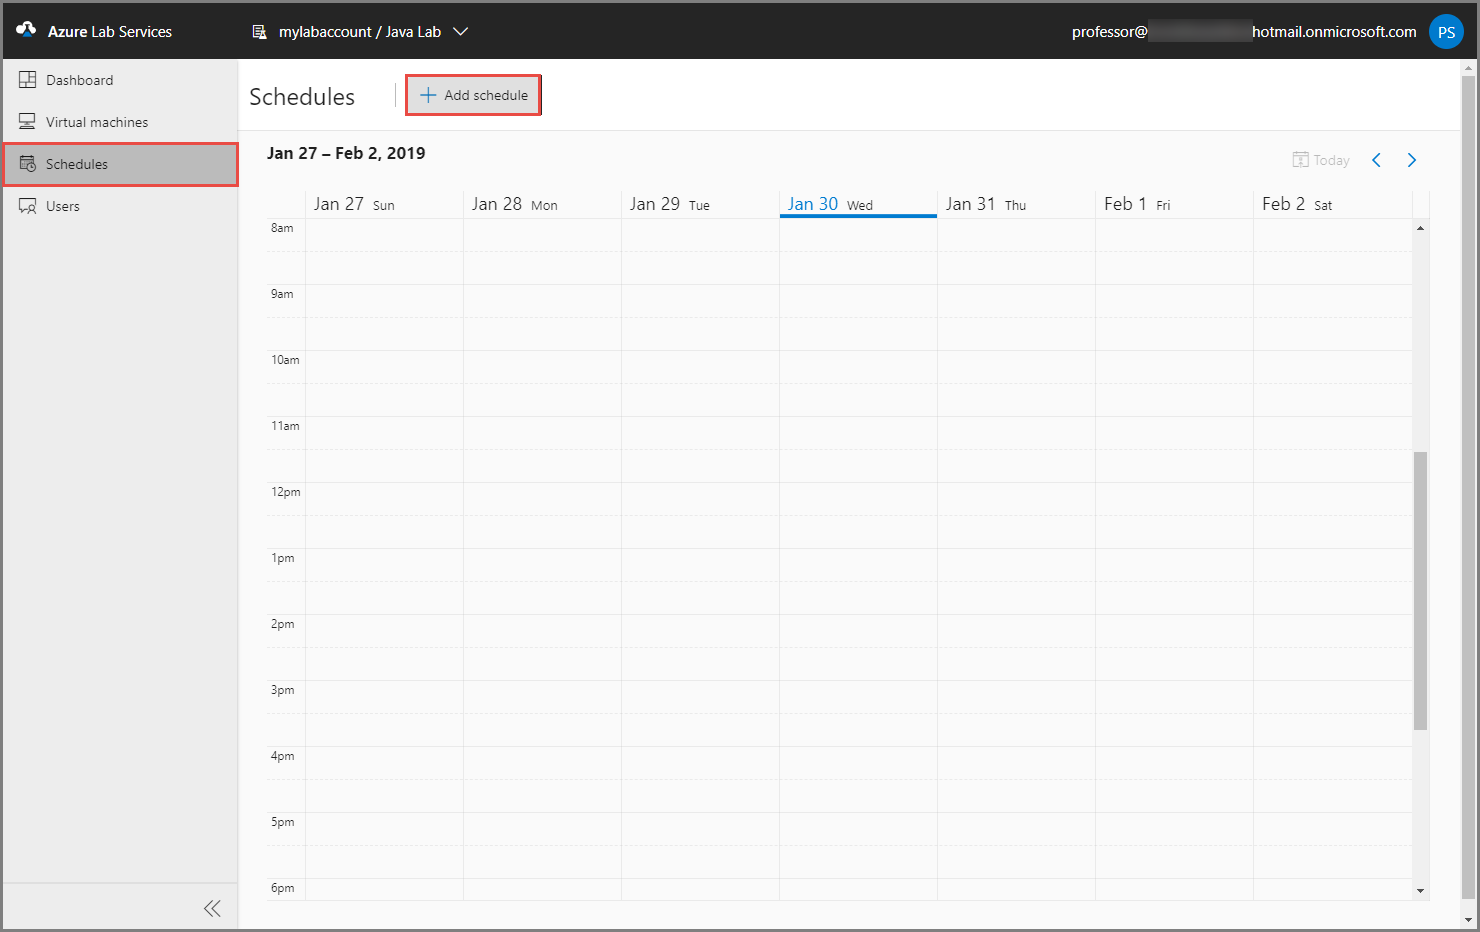 Azure Lab Services
mylabaccount / Java Lab
professor@ hotmail.onmicrosoft.com
PS
Dashboard
Virtual machines
Schedules
Users
Schedules
Add schedule
Jan 27 – Feb 2, 2019
Today
Jan 27 Sun
Jan 28 Mon
Jan 29 Tue
Jan 30 Wed
Jan 31 Thu
Feb 1 Fri
Feb 2 Sat
8am
9am
10am
11am
12pm
1pm
2pm
3pm
4pm
5pm
6pm